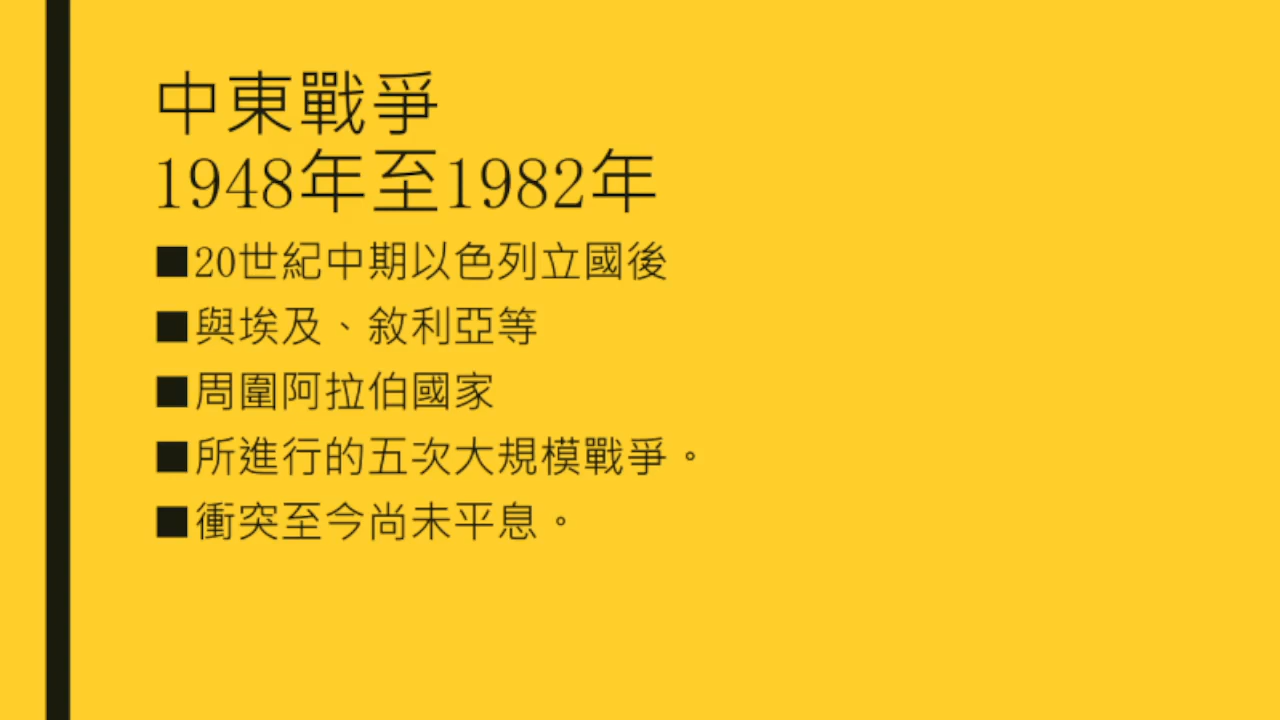 中東戰爭
1948年至1982年
■20世紀中期以色列立國後
■與埃及、敘利亞等
■周圍阿拉伯國家
■所進行的五次大規模戰爭。
■衝突至今尚未平息。